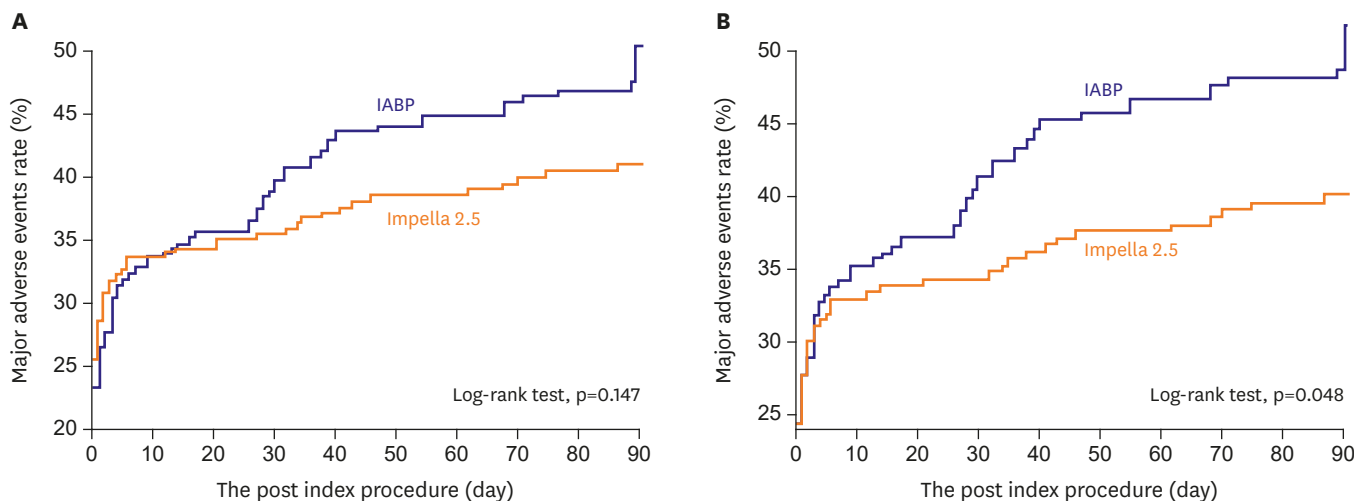 A
Major adverse events rate (%)
50
45
40
35
30
25
20
IABP
Impella 2.5
Log-rank test, p=0.147
0 10 20 30 40 50 60 70 80 90
The post index procedure (day)
B
Major adverse events rate (%)
50
45
40
35
30
25
IABP
Impella 2.5
Log-rank test, p=0.048
0 10 20 30 40 50 60 70 80 90
The post index procedure (day)